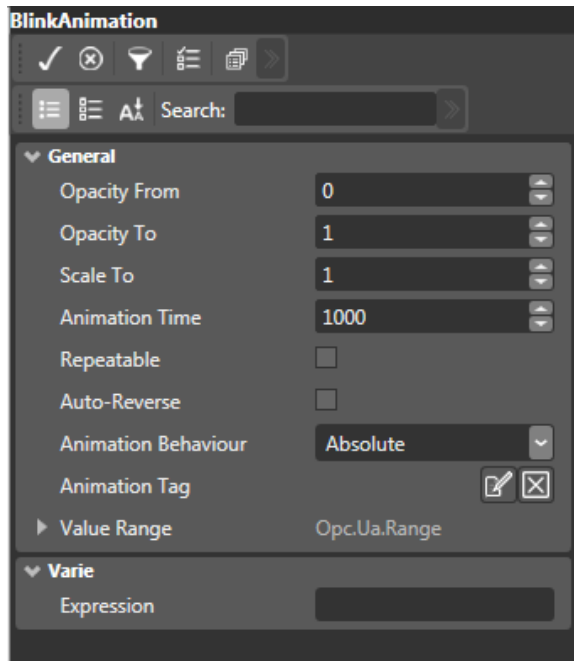 BlinkAnimation
Search:
General
Opacity From 0
Opacity To 1
Scale To 1
Animation Time 1000
Repeatable
Auto-Reverse
Animation Behaviour Absolute
Animation Tag
Value Range Opc.Ua.Range
Varie
Expression